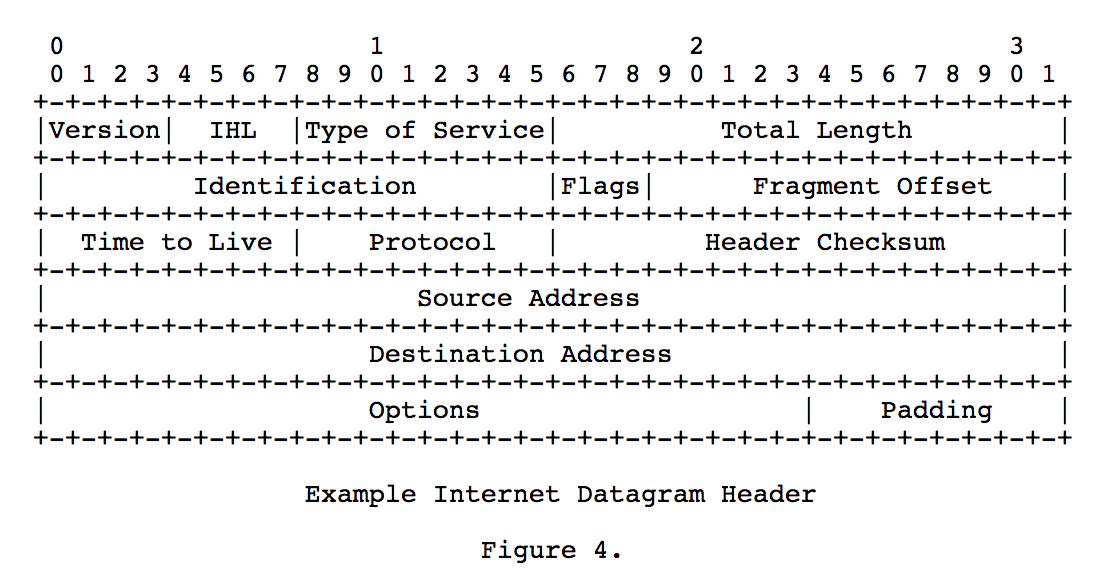 0                   1                   2                   3
 0 1 2 3 4 5 6 7 8 9 0 1 2 3 4 5 6 7 8 9 0 1 2 3 4 5 6 7 8 9 0 1
+-+-+-+-+-+-+-+-+-+-+-+-+-+-+-+-+-+-+-+-+-+-+-+-+-+-+-+-+-+-+-+-+
|Version|  IHL  |Type of Service|          Total Length         |
+-+-+-+-+-+-+-+-+-+-+-+-+-+-+-+-+-+-+-+-+-+-+-+-+-+-+-+-+-+-+-+-+
|         Identification        |Flags|      Fragment Offset    |
+-+-+-+-+-+-+-+-+-+-+-+-+-+-+-+-+-+-+-+-+-+-+-+-+-+-+-+-+-+-+-+-+
|  Time to Live |    Protocol   |         Header Checksum       |
+-+-+-+-+-+-+-+-+-+-+-+-+-+-+-+-+-+-+-+-+-+-+-+-+-+-+-+-+-+-+-+-+
|                       Source Address                          |
+-+-+-+-+-+-+-+-+-+-+-+-+-+-+-+-+-+-+-+-+-+-+-+-+-+-+-+-+-+-+-+-+
|                    Destination Address                        |
+-+-+-+-+-+-+-+-+-+-+-+-+-+-+-+-+-+-+-+-+-+-+-+-+-+-+-+-+-+-+-+-+
|                    Options                    |    Padding    |
+-+-+-+-+-+-+-+-+-+-+-+-+-+-+-+-+-+-+-+-+-+-+-+-+-+-+-+-+-+-+-+-+
Example Internet Datagram Header
Figure 4.